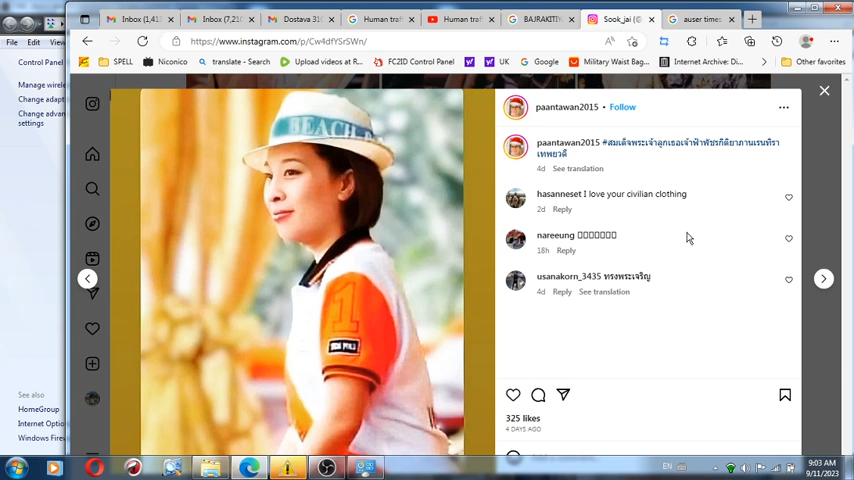 Inbox (1,41
Inbox (7,21
Dostava 31
Human traf
Human traf
BAJRAKITIY
Sook_jai (@
auser times
File
Edit
V
https://www.instagram.com/p/Cw4dfYSrSWn/
SPELL
Niconico
translate - Search
Upload videos at R...
FC2ID Control Panel
UK
Google
Military Waist Bag...
Internet Archive: Di...
Other favorites
Control Panel
Manage wirele
Change adapt
Change advan
settings
BEACH
1
paantawan2015 • Follow
paantawan2015 #สมเด็จพระเจ้าลูกเธอเจ้าฟ้าพัชรกิติยาภานเรนทิรา
เทพยวดี
4d See translation
hasanneset I love your civilian clothing
2d Reply
nareeung
18h Reply
usanakorn_3435 ทรงพระเจริญ
4d Reply See translation
325 likes
4 DAYS AGO
See also
HomeGroup
Internet Optio
Windows Firew
EN
9:03 AM
9/11/2023